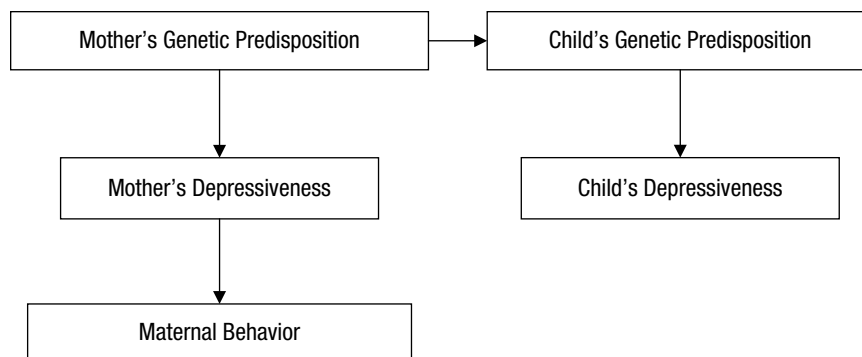 Mother’s Genetic Predisposition
Child’s Genetic Predisposition
Mother’s Depressiveness
Child’s Depressiveness
Maternal Behavior